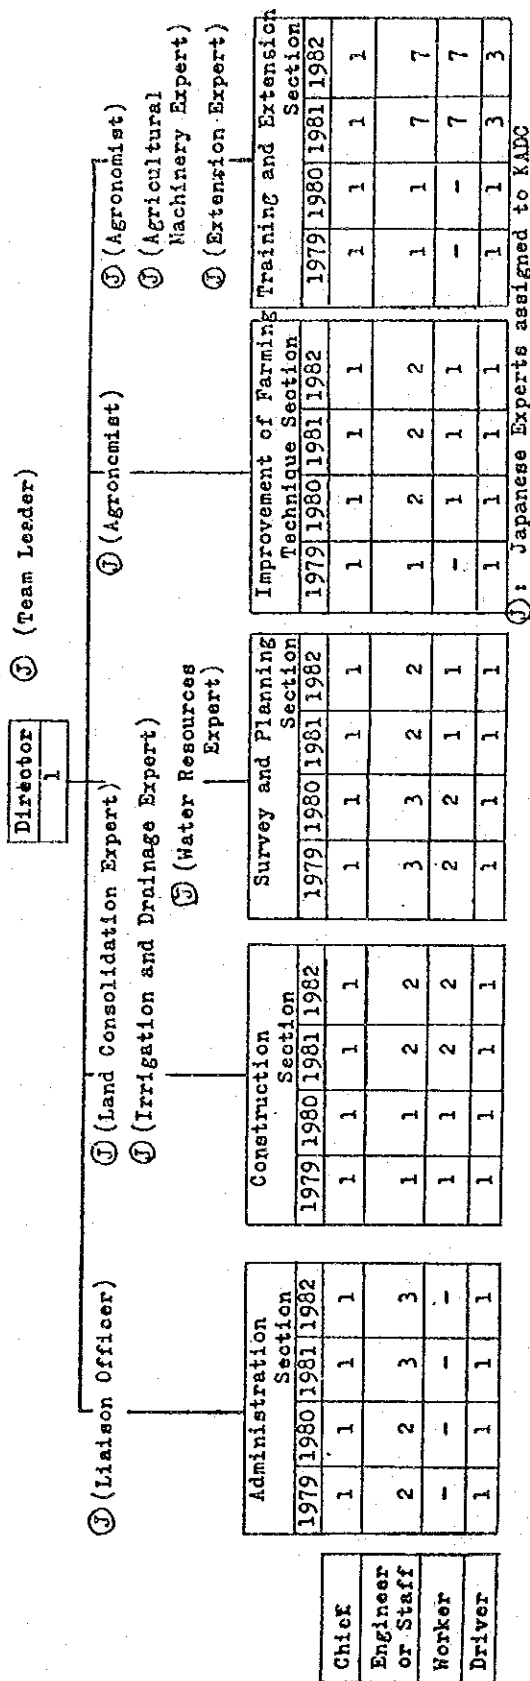 Director Ⓙ (Team Leader)
1
Ⓙ (Liaison Officer) Ⓙ (Land Consolidation Expert) Ⓙ (Agroncmist) Ⓙ (Agronomist)
Ⓙ (Irrigation and Drainage Expert) Ⓙ (Agricultural
Machinery Expert)
Ⓙ (Water Resources Ⓙ (Extension Expert)
Expert)
Administration Construction Survey and Planning Improvement of Farming Training and Extension
Section Section Section Technique Section Section
1979 1980 1981 1982 1979 1980 1981 1982 1979 1980 1981 1982 1979 1980 1981 1982 1979 1980 1981 1982
Chief 1 1 1 1 1 1 1 1 1 1 1 1 1 1 1 1 1 1 1 1
Engineer
or Staff 2 2 3 3 1 1 2 2 3 3 2 2 1 2 2 2 1 1 7 7
Worker - - - - 1 1 2 2 2 2 1 1 - 1 1 1 - - 7 7
Driver 1 1 1 1 1 1 1 1 1 1 1 1 1 1 1 1 1 1 3 3
Ⓙ: Japanese Experts assigned to KADC